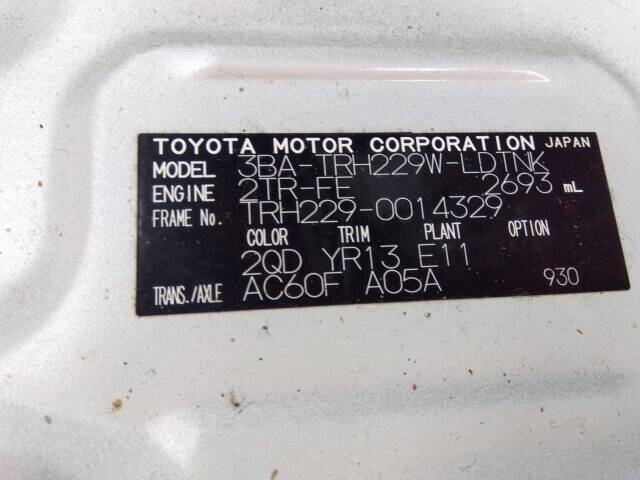 TOYOTA MOTOR CORPORATION JAPAN
MODEL 3BA-TRH229W-LDTNK
ENGINE 2TR-FE 2693 mL
FRAME No. TRH229-0014329
COLOR TRIM PLANT OPTION
2QD YR13 E11
TRANS./AXLE AC60F A05A 930